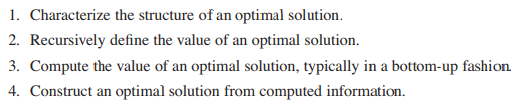 1. Characterize the structure of an optimal solution.
2. Recursively define the value of an optimal solution.
3. Compute the value of an optimal solution, typically in a bottom-up fashion.
4. Construct an optimal solution from computed information.